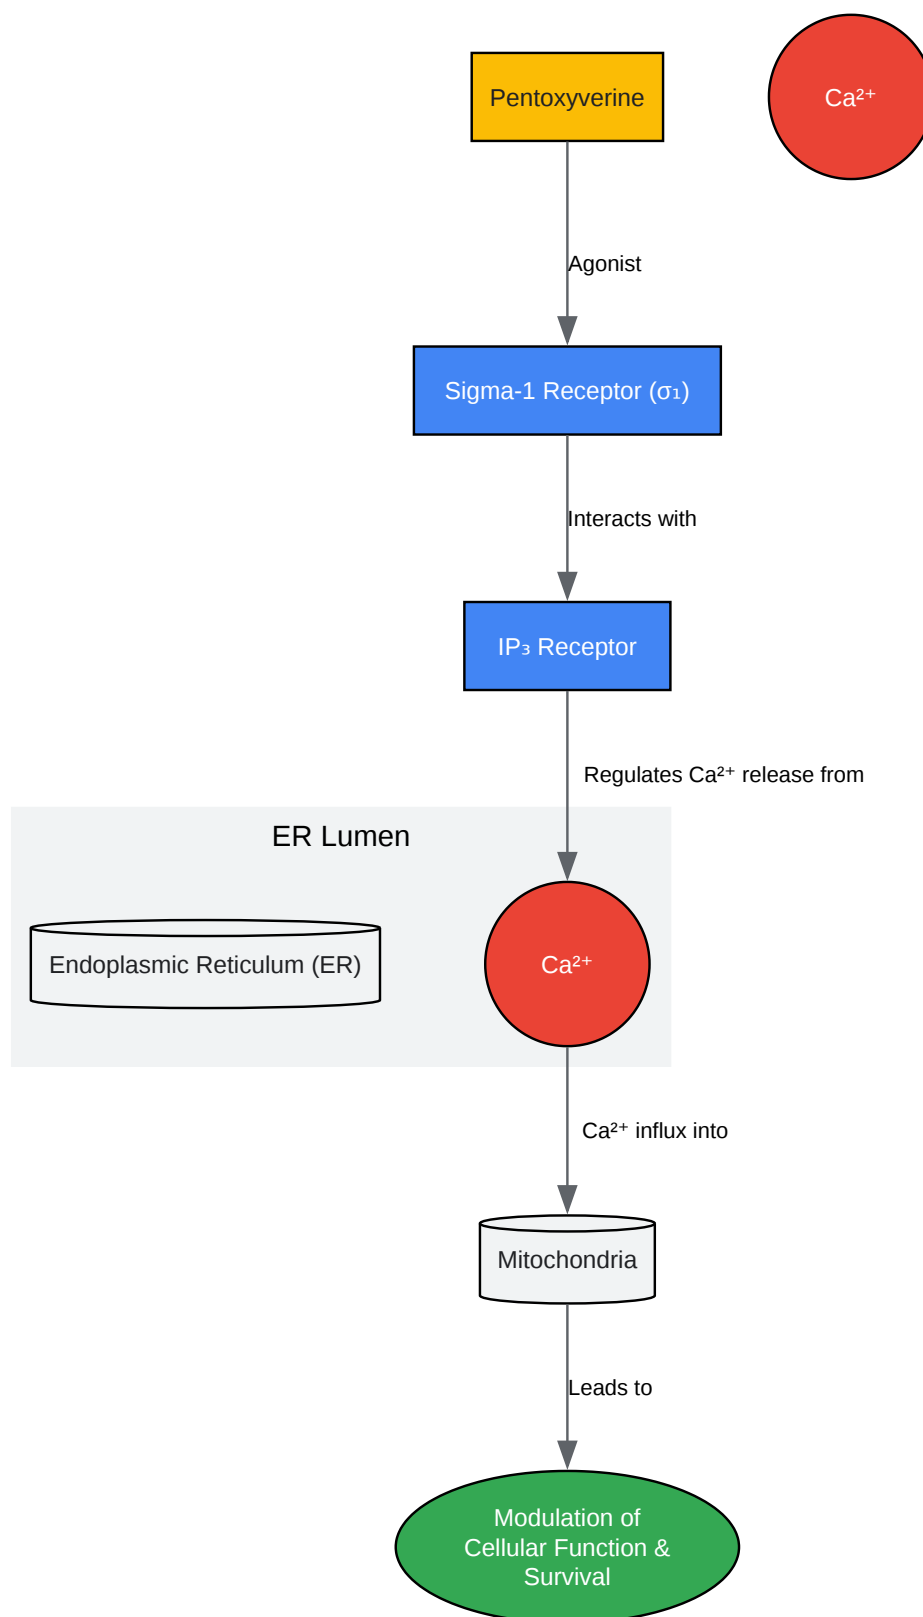 Pentoxyverine
Ca²⁺
Agonist
Sigma-1 Receptor (σ₁)
Interacts with
IP₃ Receptor
Regulates Ca²⁺ release from
ER Lumen
Endoplasmic Reticulum (ER)
Ca²⁺
Ca²⁺ influx into
Mitochondria
Leads to
Modulation of
Cellular Function &
Survival